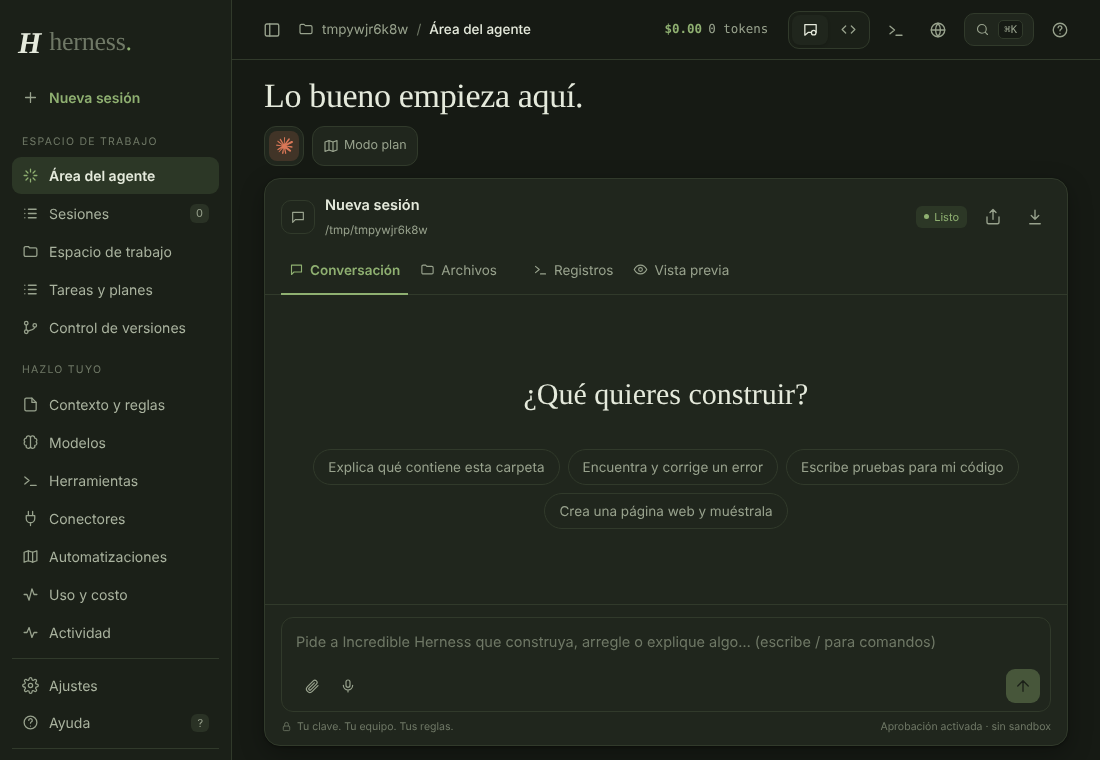 H herness.
Nueva sesión
ESPACIO DE TRABAJO
Área del agente
Sesiones 0
Espacio de trabajo
Tareas y planes
Control de versiones
HAZLO TUYO
Contexto y reglas
Modelos
Herramientas
Conectores
Automatizaciones
Uso y costo
Actividad
Ajustes
Ayuda ?
tmpywjr6k8w / Área del agente $0.00 0 tokens ⌘K
Lo bueno empieza aquí.
Modo plan
Nueva sesión
/tmp/tmpywjr6k8w
Listo
Conversación Archivos Registros Vista previa
¿Qué quieres construir?
Explica qué contiene esta carpeta Encuentra y corrige un error Escribe pruebas para mi código
Crea una página web y muéstrala
Pide a Incredible Herness que construya, arregle o explique algo... (escribe / para comandos)
Tu clave. Tu equipo. Tus reglas. Aprobación activada · sin sandbox